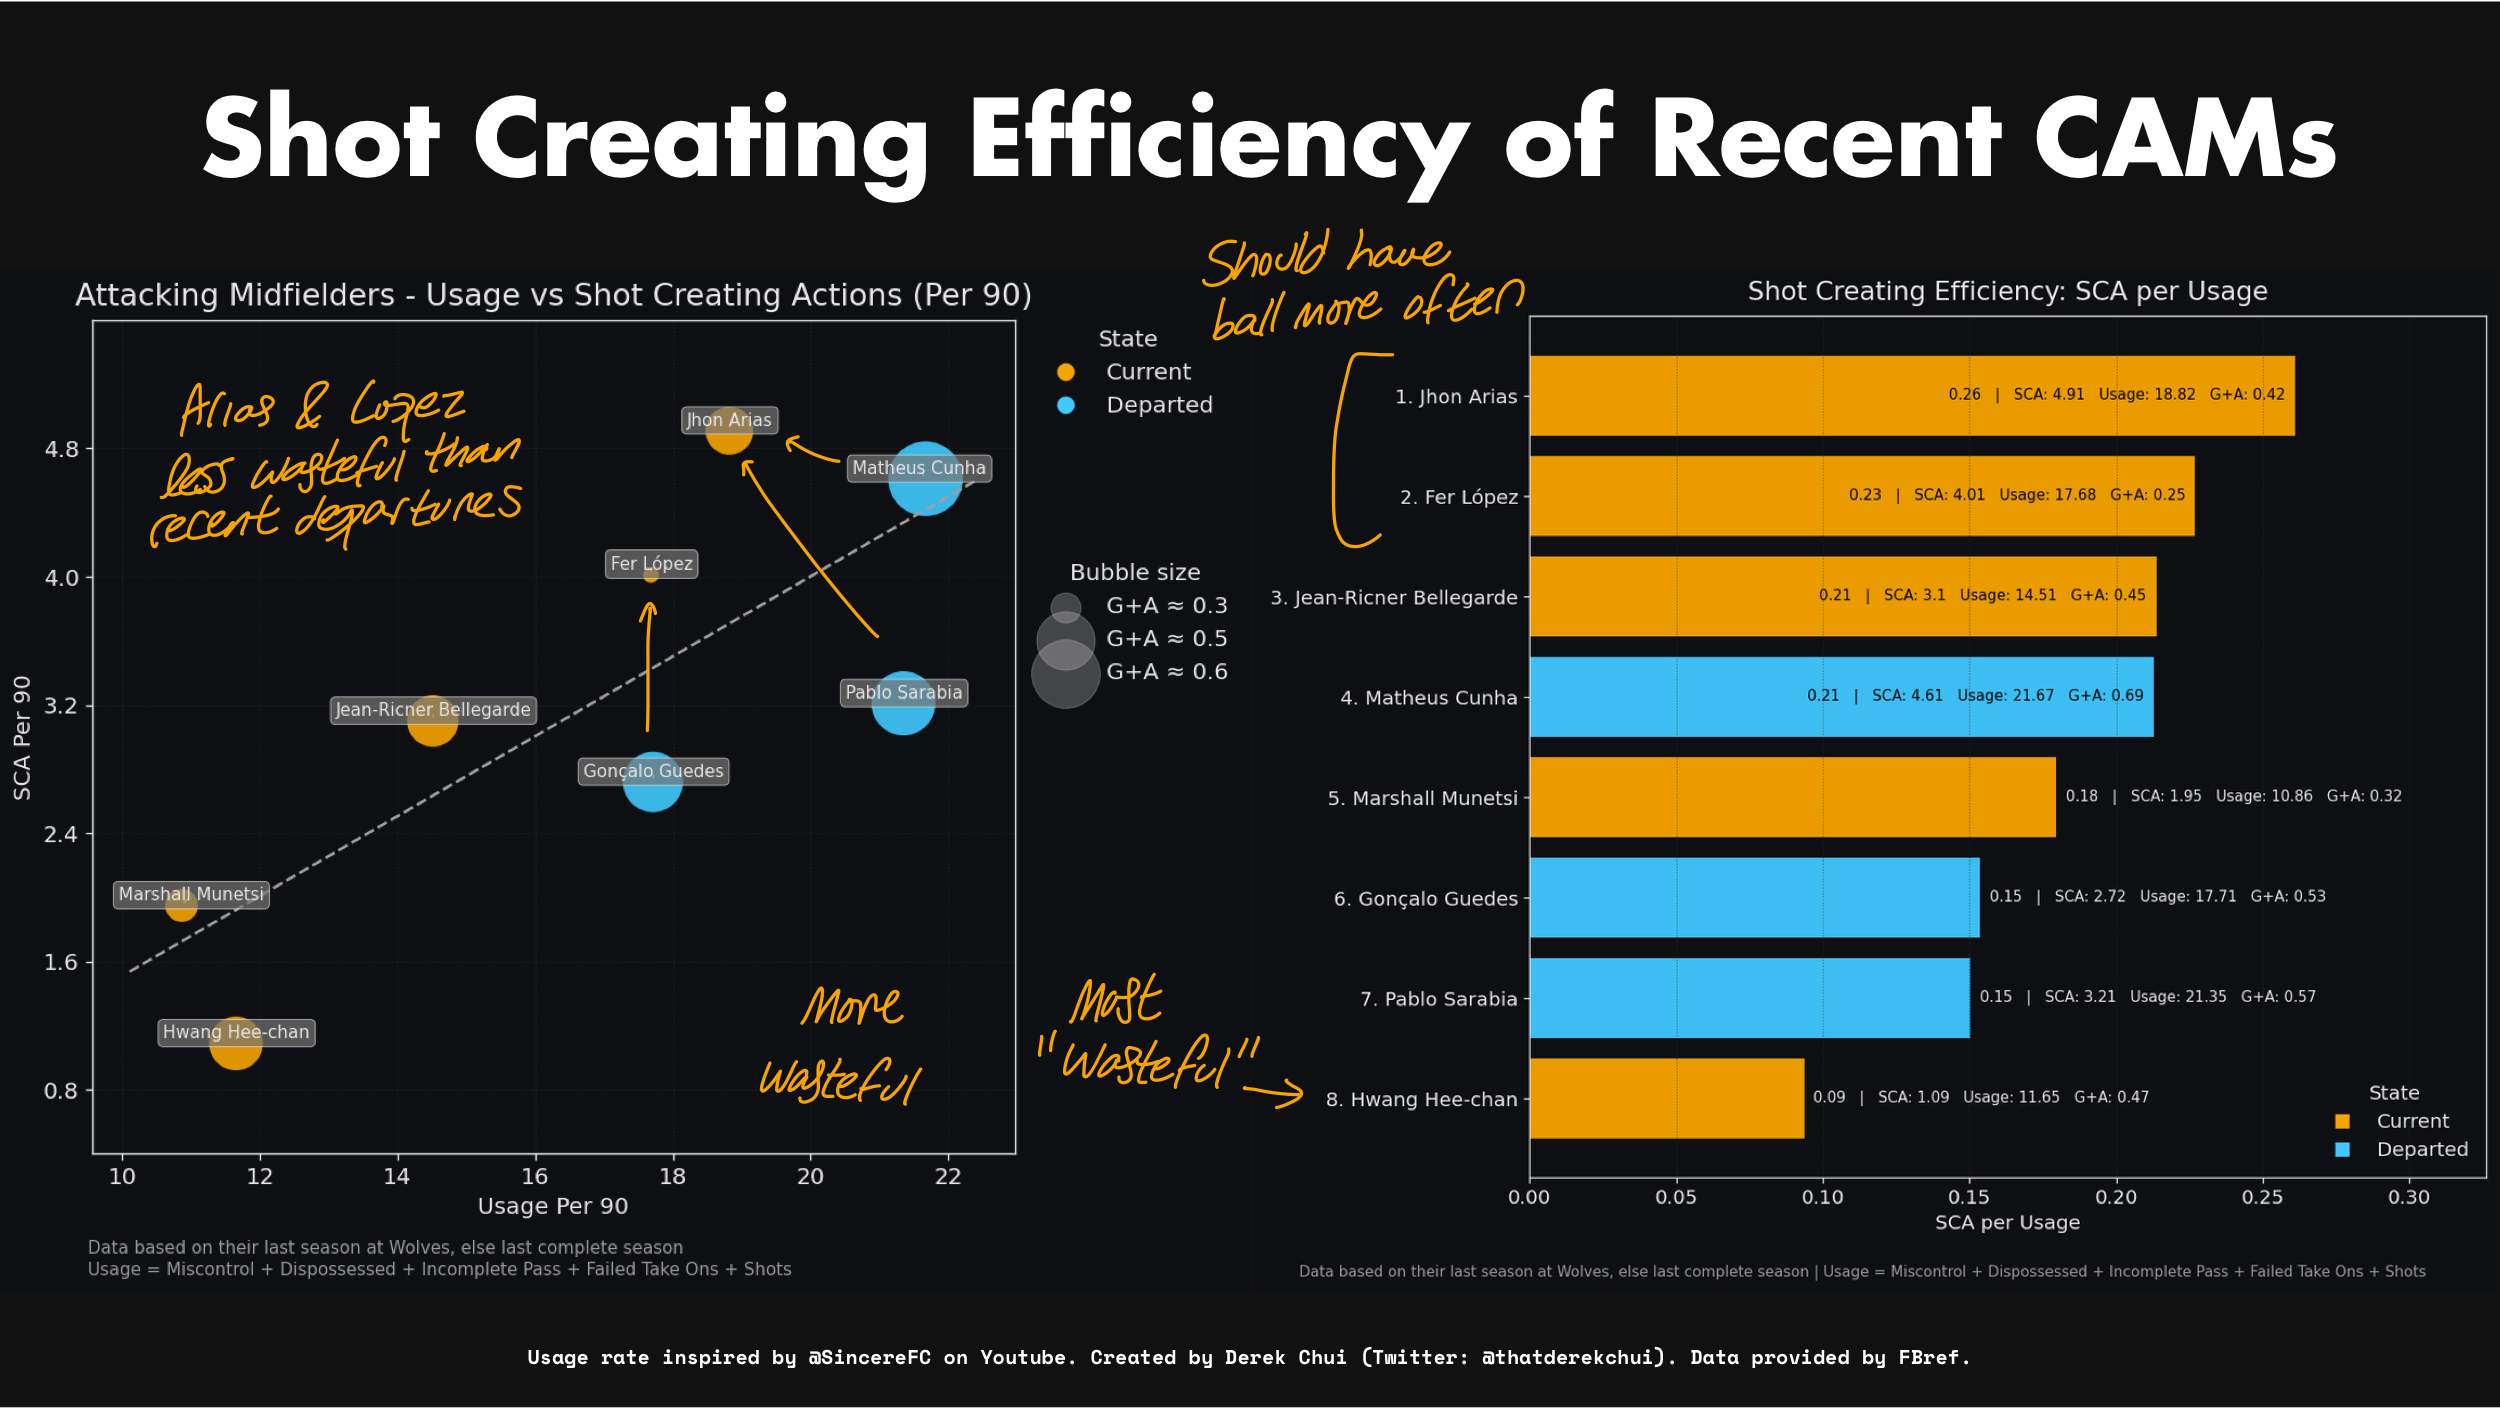 Shot Creating Efficiency of Recent CAMs
Attacking Midfielders - Usage vs Shot Creating Actions (Per 90)
Arias & Lopez
less wasteful than
recent departures
Jhon Arias
Matheus Cunha
Fer López
Pablo Sarabia
Jean-Ricner Bellegarde
Gonçalo Guedes
Marshall Munetsi
Hwang Hee-chan
More
wasteful
SCA Per 90
4.8
4.0
3.2
2.4
1.6
0.8
10 12 14 16 18 20 22
Usage Per 90
Data based on their last season at Wolves, else last complete season
Usage = Miscontrol + Dispossessed + Incomplete Pass + Failed Take Ons + Shots
State
Current
Departed
Bubble size
G+A ≈ 0.3
G+A ≈ 0.5
G+A ≈ 0.6
Should have
ball more often
Most
"Wasteful"
Shot Creating Efficiency: SCA per Usage
1. Jhon Arias 0.26 | SCA: 4.91 Usage: 18.82 G+A: 0.42
2. Fer López 0.23 | SCA: 4.01 Usage: 17.68 G+A: 0.25
3. Jean-Ricner Bellegarde 0.21 | SCA: 3.1 Usage: 14.51 G+A: 0.45
4. Matheus Cunha 0.21 | SCA: 4.61 Usage: 21.67 G+A: 0.69
5. Marshall Munetsi 0.18 | SCA: 1.95 Usage: 10.86 G+A: 0.32
6. Gonçalo Guedes 0.15 | SCA: 2.72 Usage: 17.71 G+A: 0.53
7. Pablo Sarabia 0.15 | SCA: 3.21 Usage: 21.35 G+A: 0.57
8. Hwang Hee-chan 0.09 | SCA: 1.09 Usage: 11.65 G+A: 0.47
State
Current
Departed
0.00 0.05 0.10 0.15 0.20 0.25 0.30
SCA per Usage
Data based on their last season at Wolves, else last complete season | Usage = Miscontrol + Dispossessed + Incomplete Pass + Failed Take Ons + Shots
Usage rate inspired by @SincereFC on Youtube. Created by Derek Chui (Twitter: @thatderekchui). Data provided by FBref.